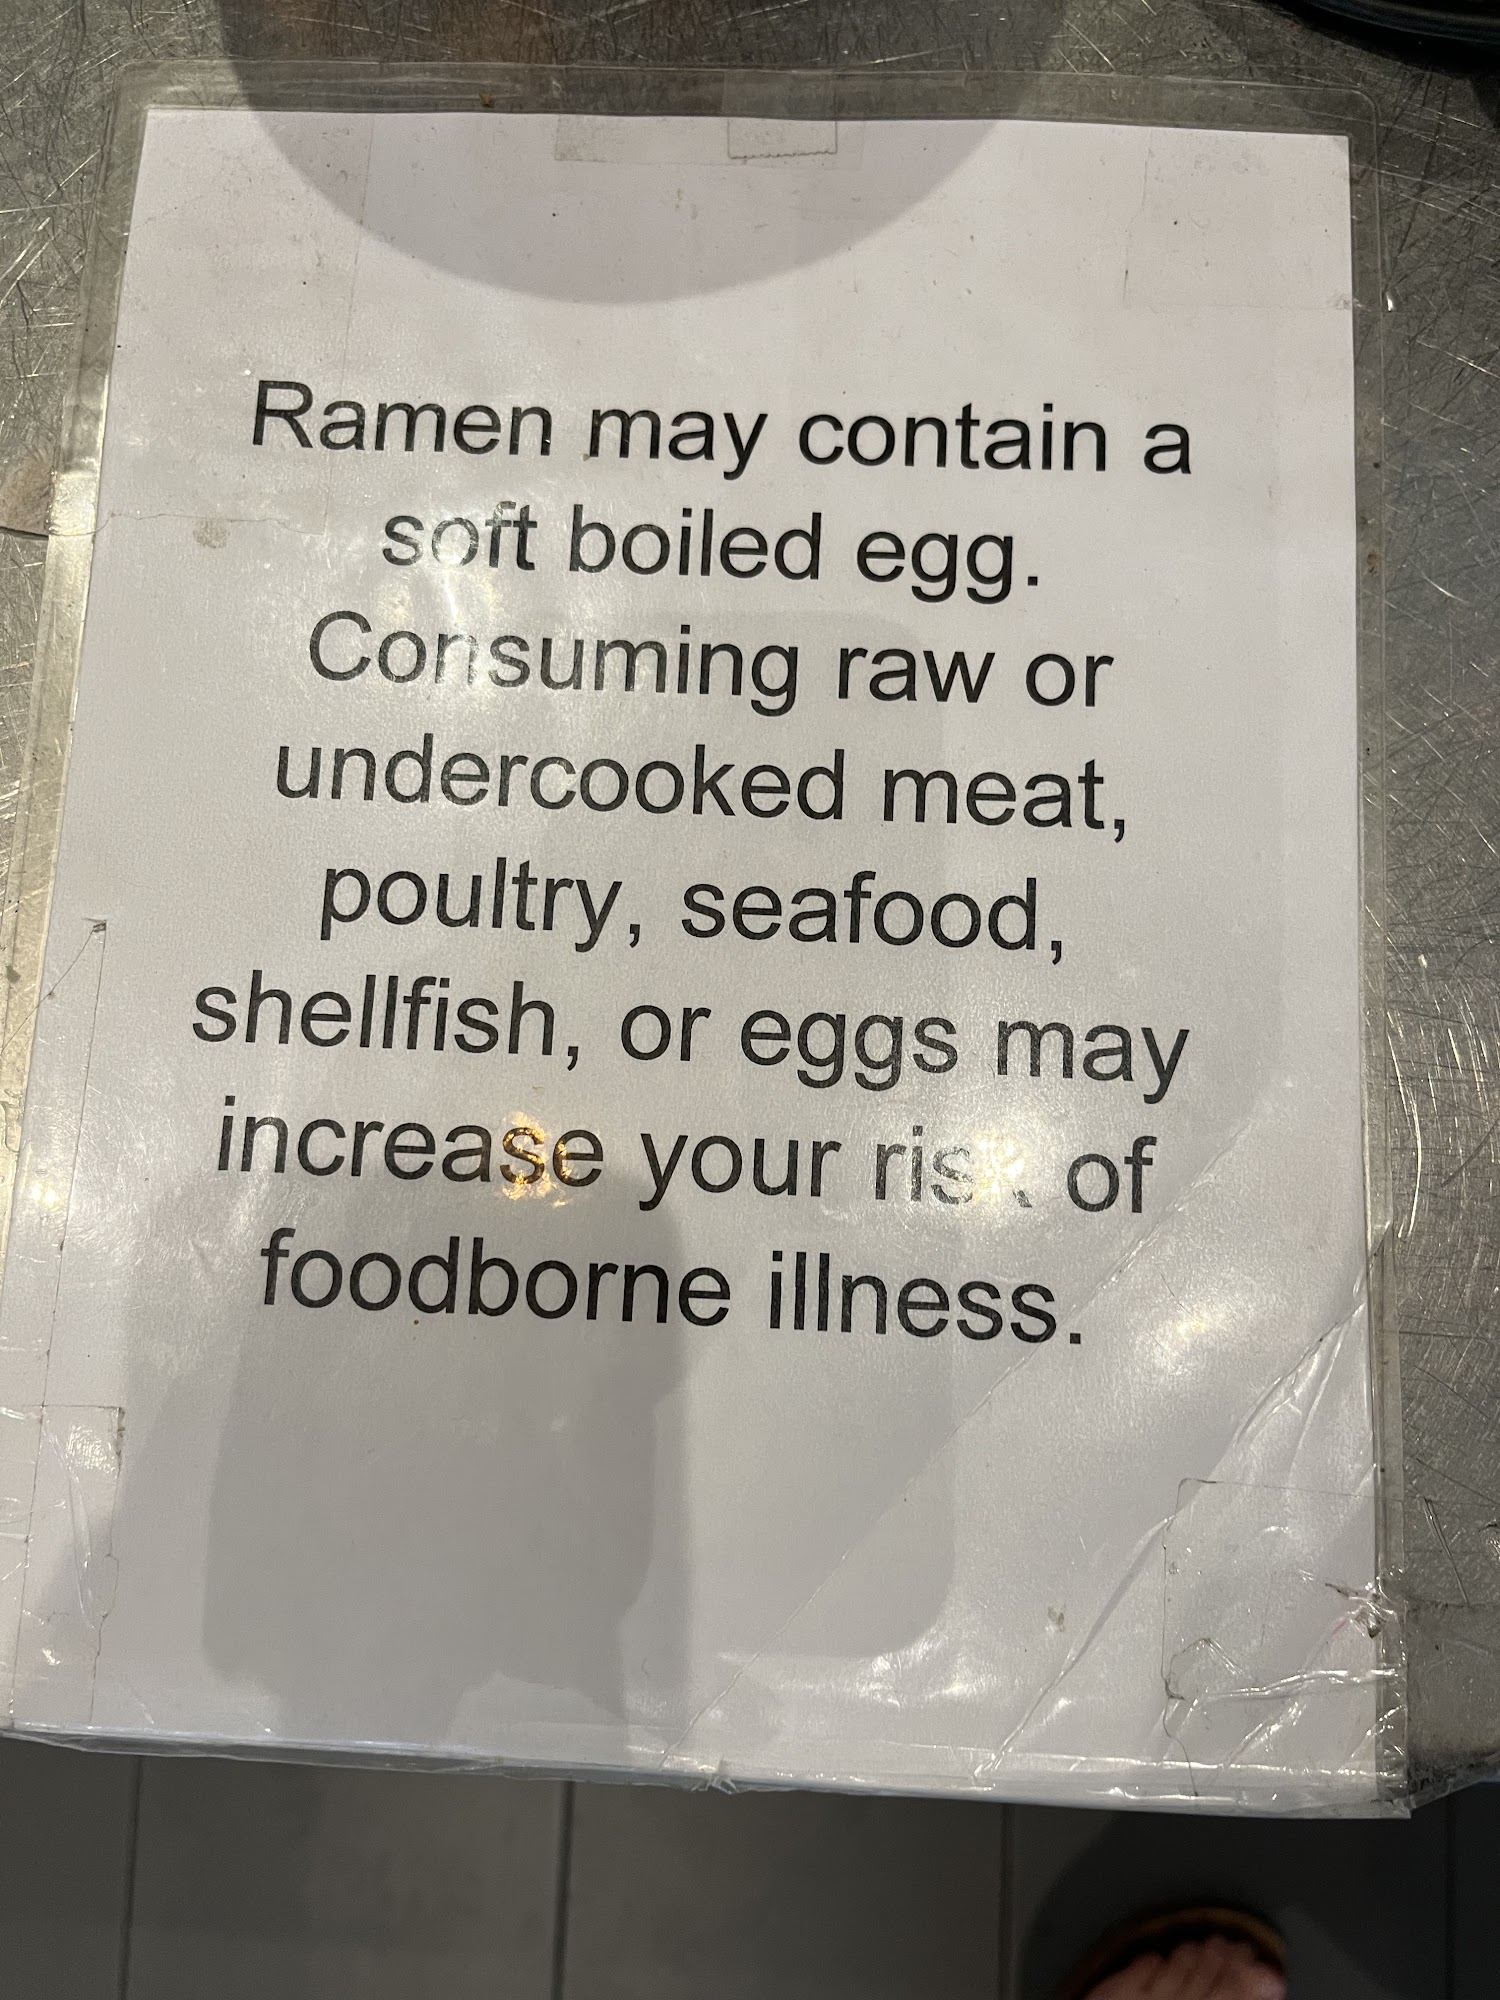 Ramen may contain a
soft boiled egg.
Consuming raw or
undercooked meat,
poultry, seafood,
shellfish, or eggs may
increase your risk of
foodborne illness.